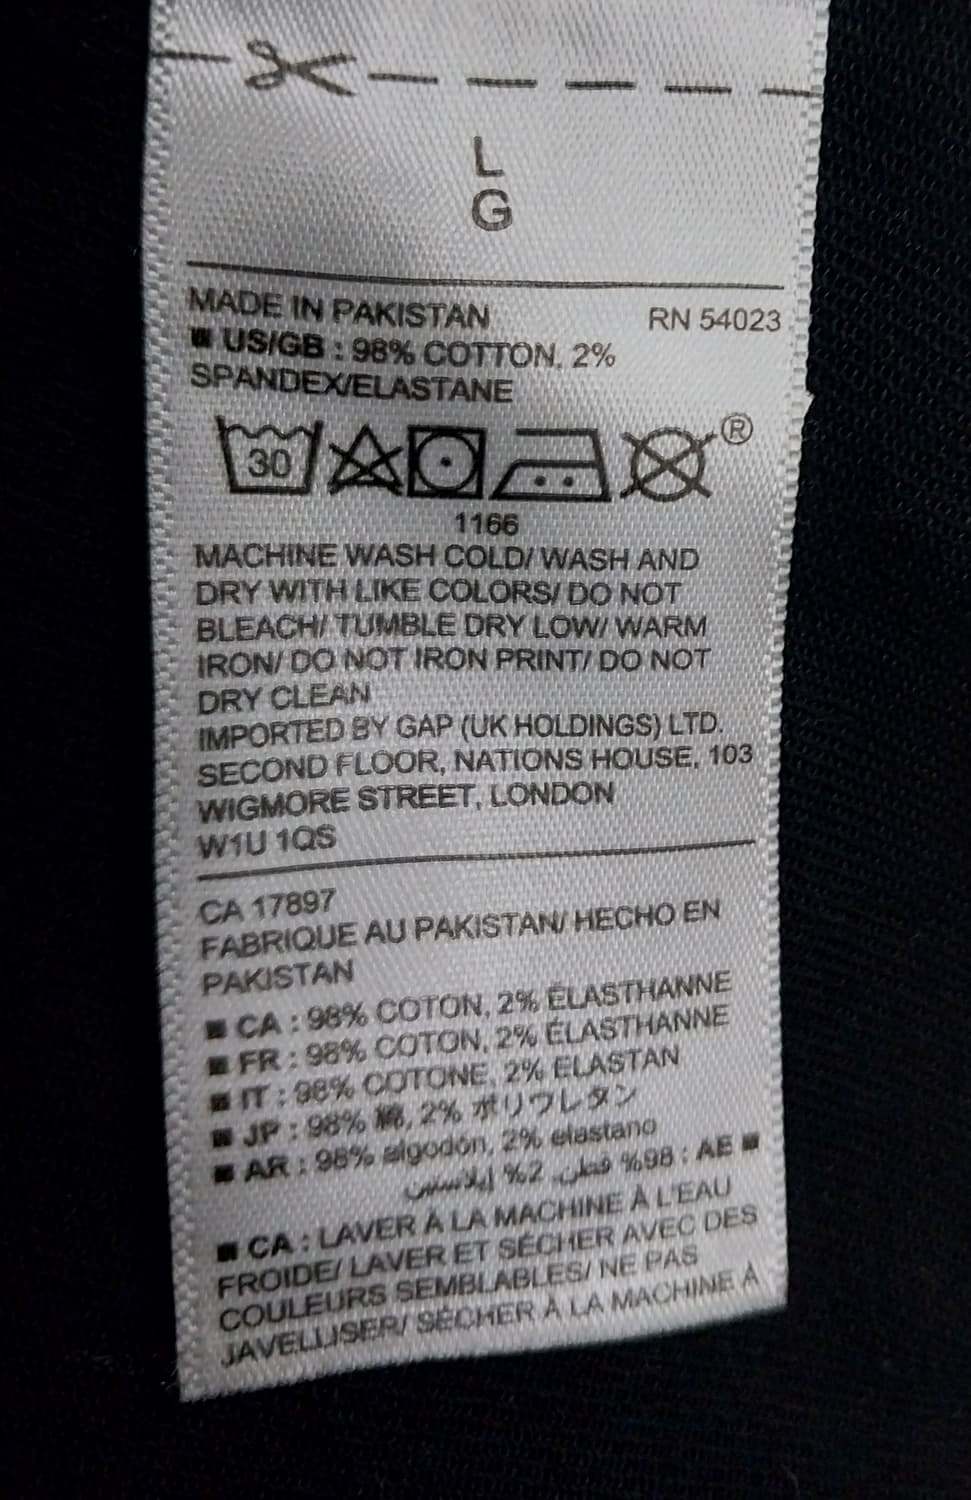 L
G
MADE IN PAKISTAN RN 54023
■ US/GB : 98% COTTON, 2%
SPANDEX/ELASTANE
30 ®
1166
MACHINE WASH COLD/ WASH AND
DRY WITH LIKE COLORS/ DO NOT
BLEACH/ TUMBLE DRY LOW/ WARM
IRON/ DO NOT IRON PRINT/ DO NOT
DRY CLEAN
IMPORTED BY GAP (UK HOLDINGS) LTD.
SECOND FLOOR, NATIONS HOUSE, 103
WIGMORE STREET, LONDON
W1U 1QS
CA 17897
FABRIQUE AU PAKISTAN/ HECHO EN
PAKISTAN
■ CA : 98% COTON, 2% ÉLASTHANNE
■ FR : 98% COTON, 2% ÉLASTHANNE
■ IT : 98% COTONE, 2% ELASTAN
■ JP : 98% 綿, 2% ポリウレタン
■ AR : 98% algodón, 2% elastano
■ AE : 98% قطن, 2% إيلاستين
■ CA : LAVER À LA MACHINE À L'EAU
FROIDE/ LAVER ET SÉCHER AVEC DES
COULEURS SEMBLABLES/ NE PAS
JAVELLISER/ SÉCHER À LA MACHINE À